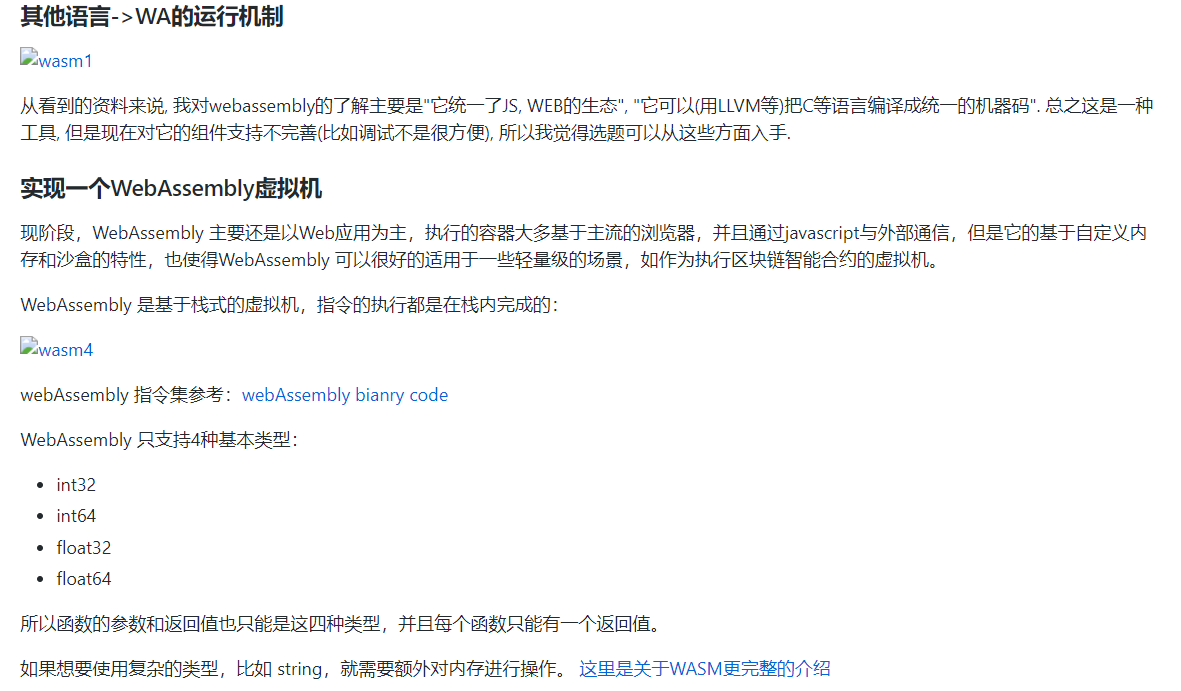 其他语言->WA的运行机制
wasm1
从看到的资料来说, 我对webassembly的了解主要是"它统一了JS, WEB的生态", "它可以(用LLVM等)把C等语言编译成统一的机器码". 总之这是一种
工具, 但是现在对它的组件支持不完善(比如调试不是很方便), 所以我觉得选题可以从这些方面入手.
实现一个WebAssembly虚拟机
现阶段，WebAssembly 主要还是以Web应用为主，执行的容器大多基于主流的浏览器，并且通过javascript与外部通信，但是它的基于自定义内
存和沙盒的特性，也使得WebAssembly 可以很好的适用于一些轻量级的场景，如作为执行区块链智能合约的虚拟机。
WebAssembly 是基于栈式的虚拟机，指令的执行都是在栈内完成的：
wasm4
webAssembly 指令集参考：webAssembly bianry code
WebAssembly 只支持4种基本类型：
• int32
• int64
• float32
• float64
所以函数的参数和返回值也只能是这四种类型，并且每个函数只能有一个返回值。
如果想要使用复杂的类型，比如 string，就需要额外对内存进行操作。 这里是关于WASM更完整的介绍